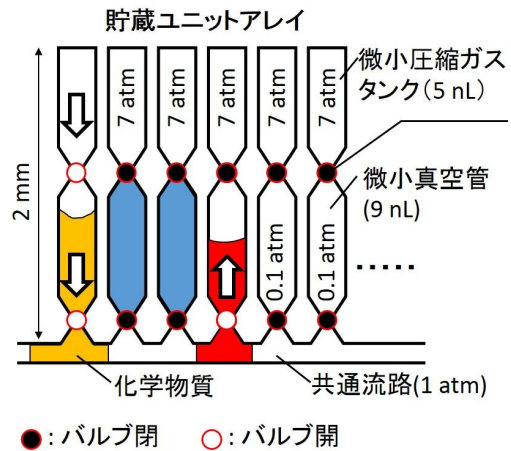 貯蔵ユニットアレイ
7 atm
7 atm
7 atm
7 atm
7 atm
微小圧縮ガス
タンク(5 nL)
2 mm
微小真空管
(9 nL)
0.1 atm
0.1 atm
.....
化学物質
共通流路(1 atm)
: バルブ閉
: バルブ開